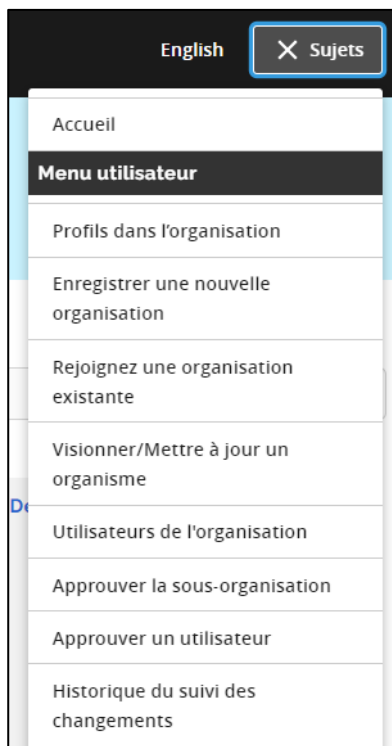 English
Sujets
Accueil
Menu utilisateur
Profils dans l’organisation
Enregistrer une nouvelle
organisation
Rejoignez une organisation
existante
Visionner/Mettre à jour un
organisme
De
Utilisateurs de l'organisation
Approuver la sous-organisation
Approuver un utilisateur
Historique du suivi des
changements